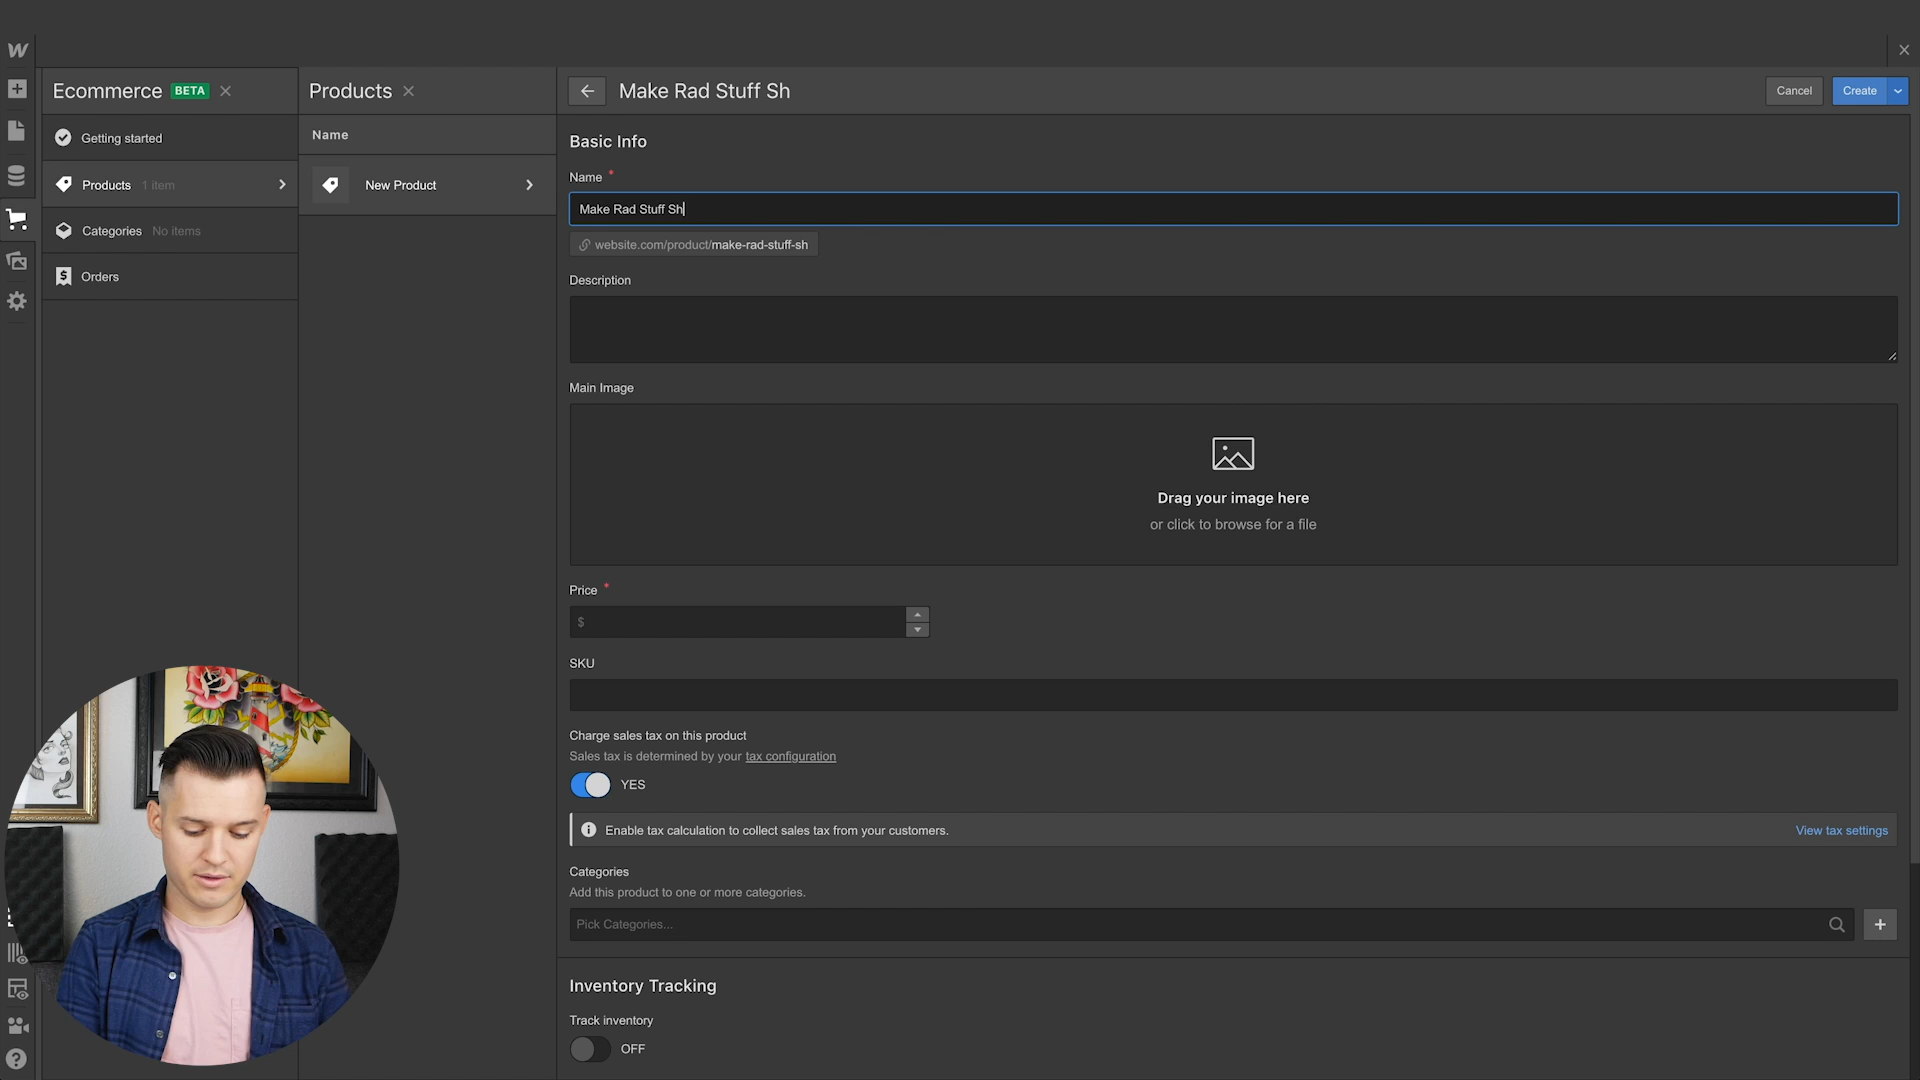 W
Ecommerce BETA
Products
Make Rad Stuff Sh
Cancel
Create
Getting started
Products 1 item
Categories No items
Orders
Name
New Product
Basic Info
Name *
Make Rad Stuff Sh
website.com/product/make-rad-stuff-sh
Description
Main Image
Drag your image here
or click to browse for a file
Price *
$
SKU
Charge sales tax on this product
Sales tax is determined by your tax configuration
YES
Enable tax calculation to collect sales tax from your customers.
View tax settings
Categories
Add this product to one or more categories.
Pick Categories...
Inventory Tracking
Track inventory
OFF